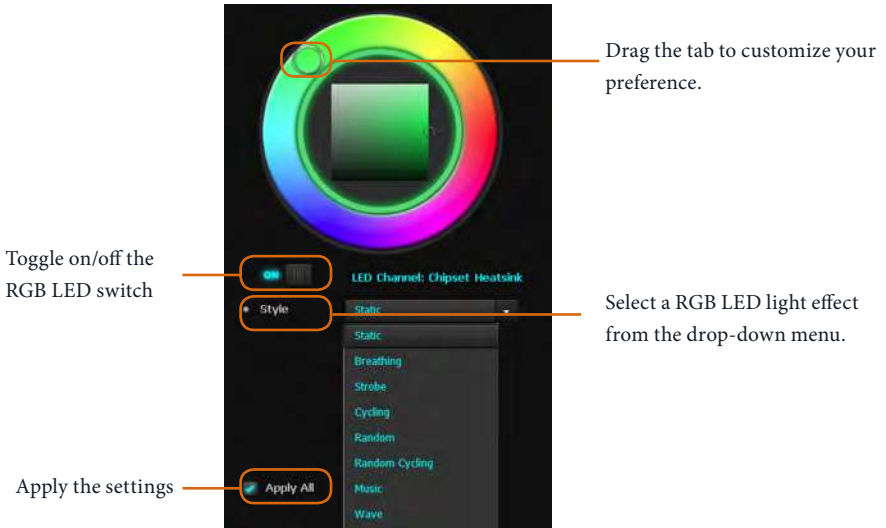 Drag the tab to customize your
preference.
Toggle on/off the
RGB LED switch
ON
LED Channel: Chipset Heatsink
Style
Static
Select a RGB LED light effect
from the drop-down menu.
Static
Breathing
Strobe
Cycling
Random
Random Cycling
Music
Wave
Apply the settings
Apply All